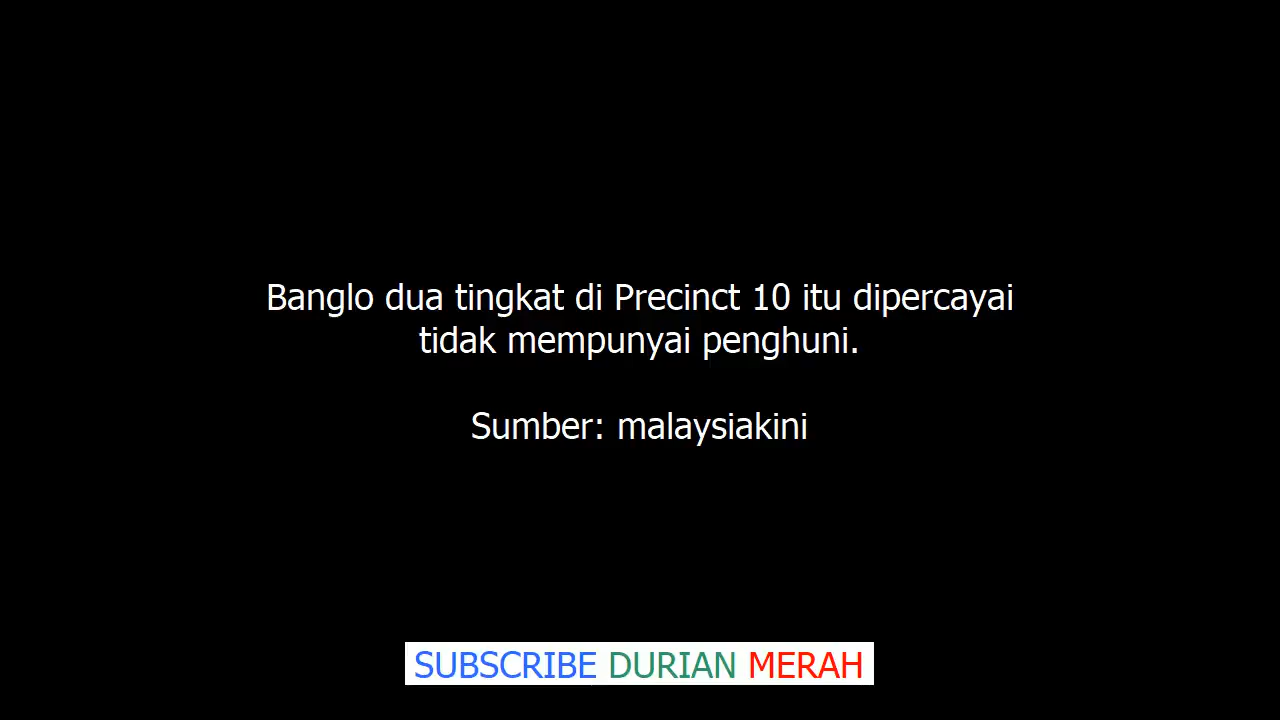 Banglo dua tingkat di Precinct 10 itu dipercayai
tidak mempunyai penghuni.
Sumber: malaysiakini
SUBSCRIBE DURIAN MERAH